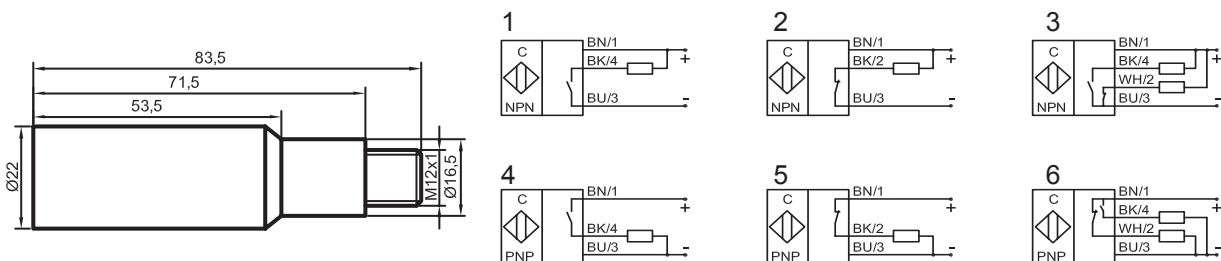 83,5
71,5
53,5
Ø22
M12x1
Ø16,5
1
C
NPN
BN/1
BK/4
BU/3
+
-
2
C
NPN
BN/1
BK/2
BU/3
+
-
3
C
NPN
BN/1
BK/4
WH/2
BU/3
+
-
4
C
PNP
BN/1
BK/4
BU/3
+
-
5
C
PNP
BN/1
BK/2
BU/3
+
-
6
C
PNP
BN/1
BK/4
WH/2
BU/3
+
-